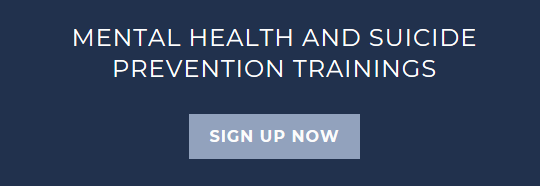 MENTAL HEALTH AND SUICIDE
PREVENTION TRAININGS
SIGN UP NOW